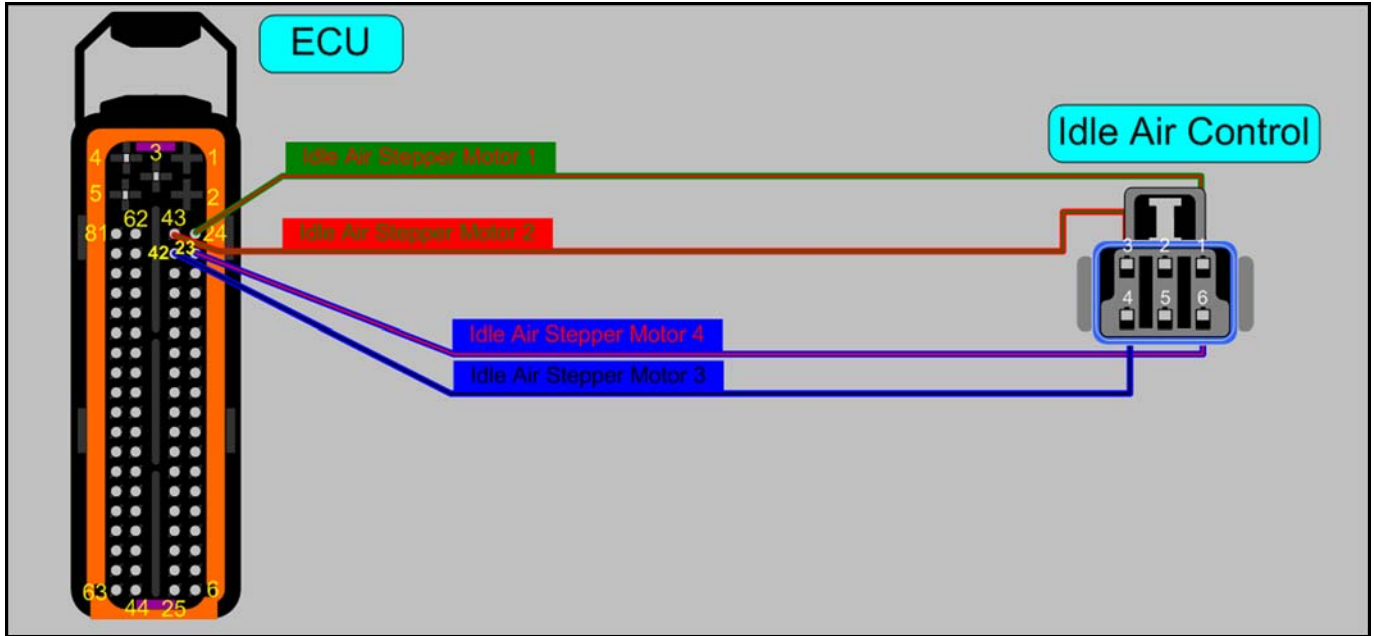 ECU
Idle Air Control
Idle Air Stepper Motor 1
Idle Air Stepper Motor 2
Idle Air Stepper Motor 4
Idle Air Stepper Motor 3
4 3 1
5 2
62 43
81 24
42 23
63 6
44 25
3 2 1
4 5 6